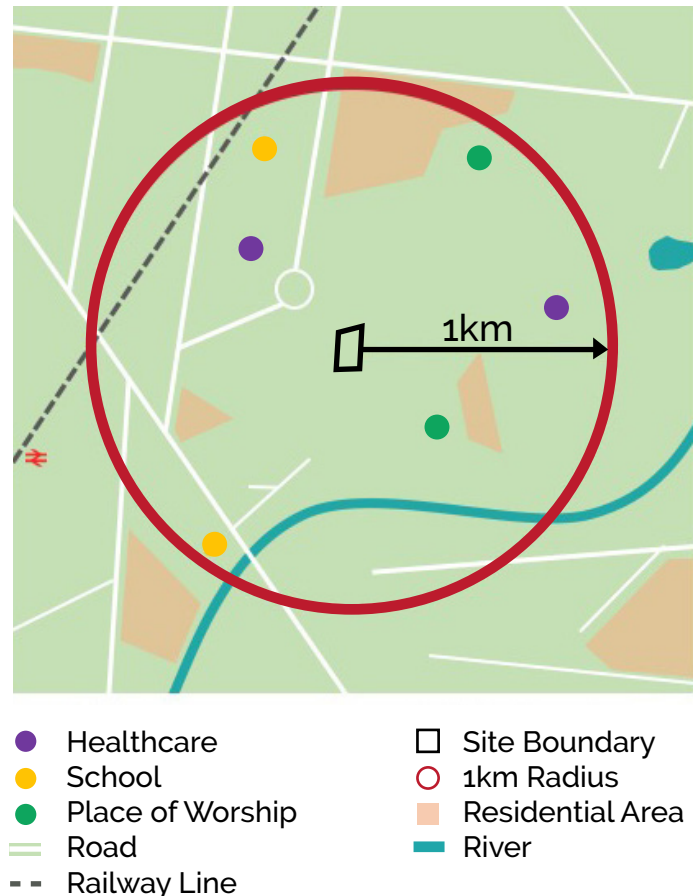 1km
Healthcare
School
Place of Worship
Road
Railway Line
Site Boundary
1km Radius
Residential Area
River